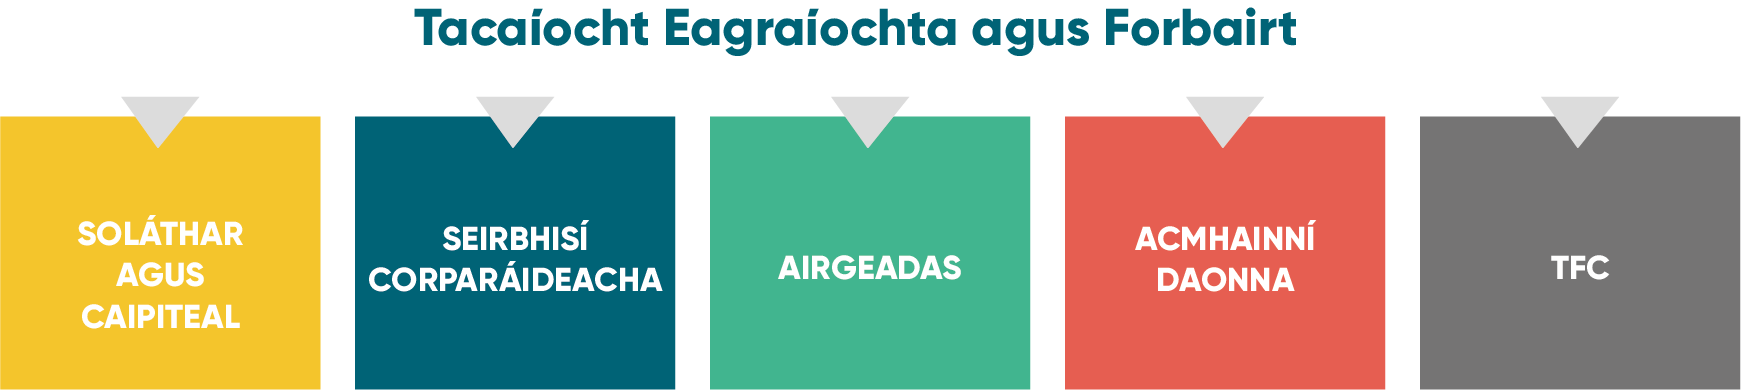 Tacaíocht Eagraíochta agus Forbairt
SOLÁTHAR
AGUS
CAIPITEAL
SEIRBHISÍ
CORPARÁIDEACHA
AIRGEADAS
ACMHAINNÍ
DAONNA
TFC